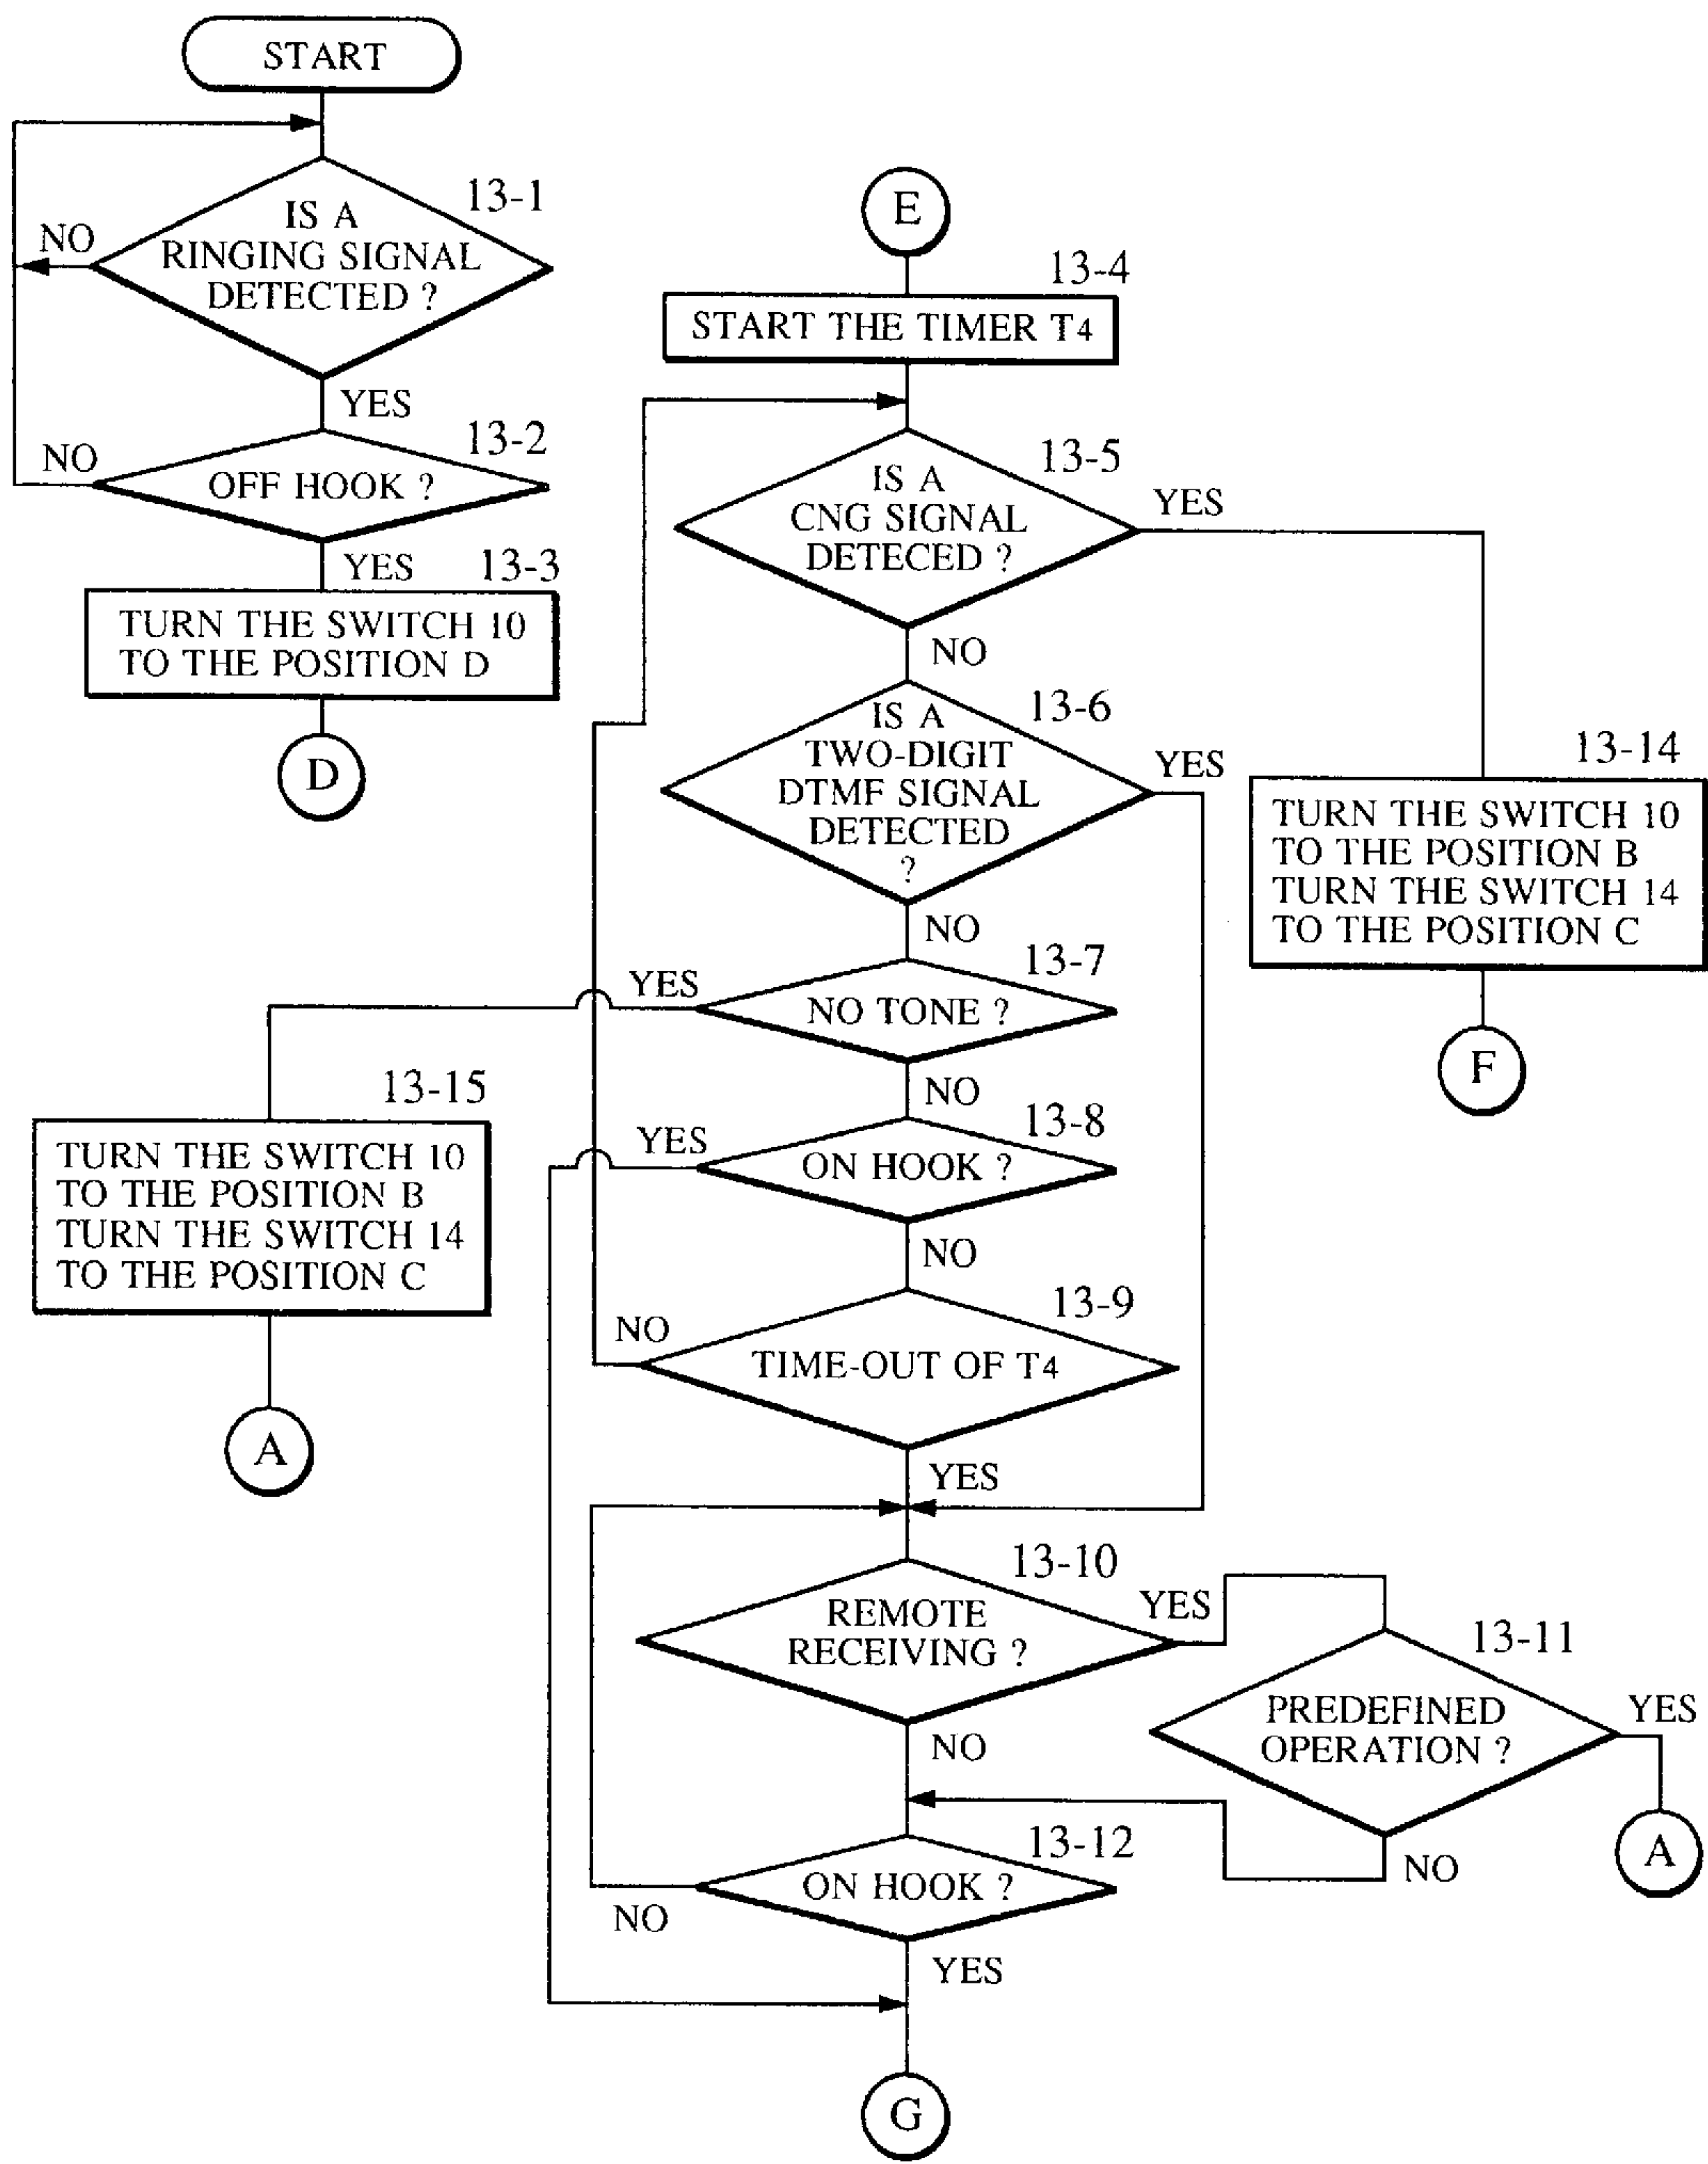 START
13-1
IS A
RINGING SIGNAL
DETECTED ?
NO
YES
13-2
NO
OFF HOOK ?
YES
13-3
TURN THE SWITCH 10
TO THE POSITION D
D
E
13-4
START THE TIMER T4
13-5
IS A
CNG SIGNAL
DETECED ?
YES
NO
13-6
IS A
TWO-DIGIT
DTMF SIGNAL
DETECTED
?
YES
NO
13-14
TURN THE SWITCH 10
TO THE POSITION B
TURN THE SWITCH 14
TO THE POSITION C
F
13-7
YES
NO TONE ?
NO
13-15
TURN THE SWITCH 10
TO THE POSITION B
TURN THE SWITCH 14
TO THE POSITION C
A
13-8
YES
ON HOOK ?
NO
13-9
NO
TIME-OUT OF T4
YES
13-10
REMOTE
RECEIVING ?
YES
NO
13-11
PREDEFINED
OPERATION ?
YES
NO
A
13-12
ON HOOK ?
NO
YES
G